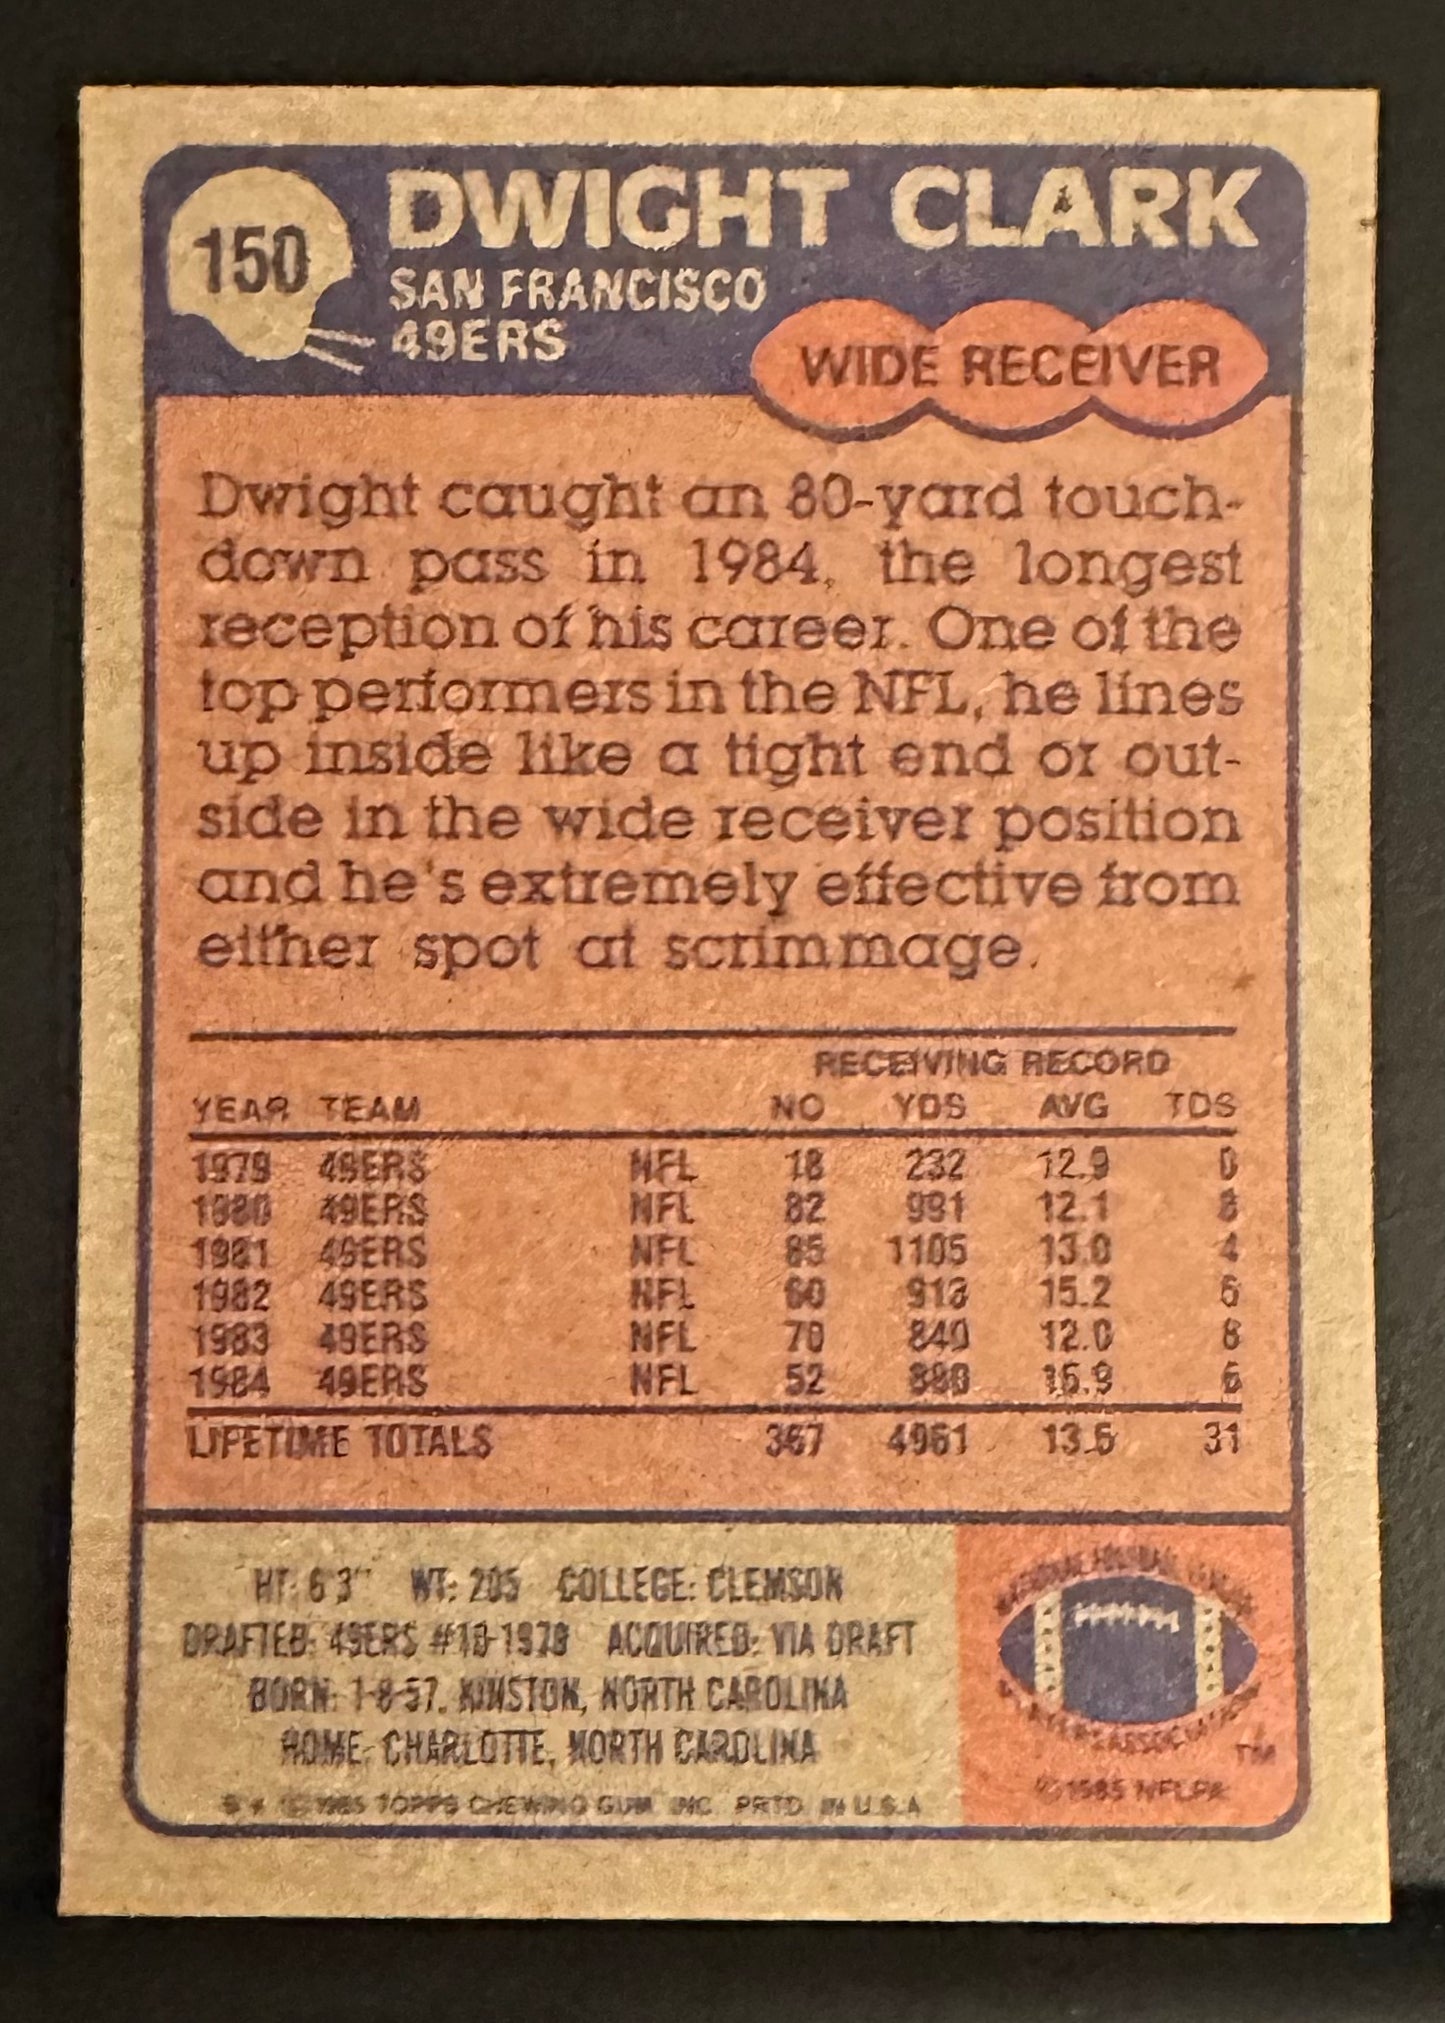 150
DWIGHT CLARK
SAN FRANCISCO
49ERS
WIDE RECEIVER
Dwight caught an 80-yard touch-
down pass in 1984, the longest
reception of his career. One of the
top performers in the NFL, he lines
up inside like a tight end or out-
side in the wide receiver position
and he's extremely effective from
either spot at scrimmage.
RECEIVING RECORD
YEAR TEAM NO YDS AVG TDS
1979 49ERS NFL 18 232 12.9 0
1980 49ERS NFL 82 991 12.1 8
1981 49ERS NFL 85 1105 13.0 4
1982 49ERS NFL 60 913 15.2 5
1983 49ERS NFL 70 840 12.0 8
1984 49ERS NFL 52 880 16.9 6
LIFETIME TOTALS 367 4961 13.5 31
HT: 6'3" WT: 205 COLLEGE: CLEMSON
DRAFTED: 49ERS #10-1979 ACQUIRED: VIA DRAFT
BORN: 1-8-57, KINSTON, NORTH CAROLINA
HOME: CHARLOTTE, NORTH CAROLINA
© 1985 TOPPS CHEWING GUM, INC. PRTD. IN U.S.A.
NATIONAL FOOTBALL LEAGUE
PLAYERS ASSOCIATION
TM
© 1985 NFLPA